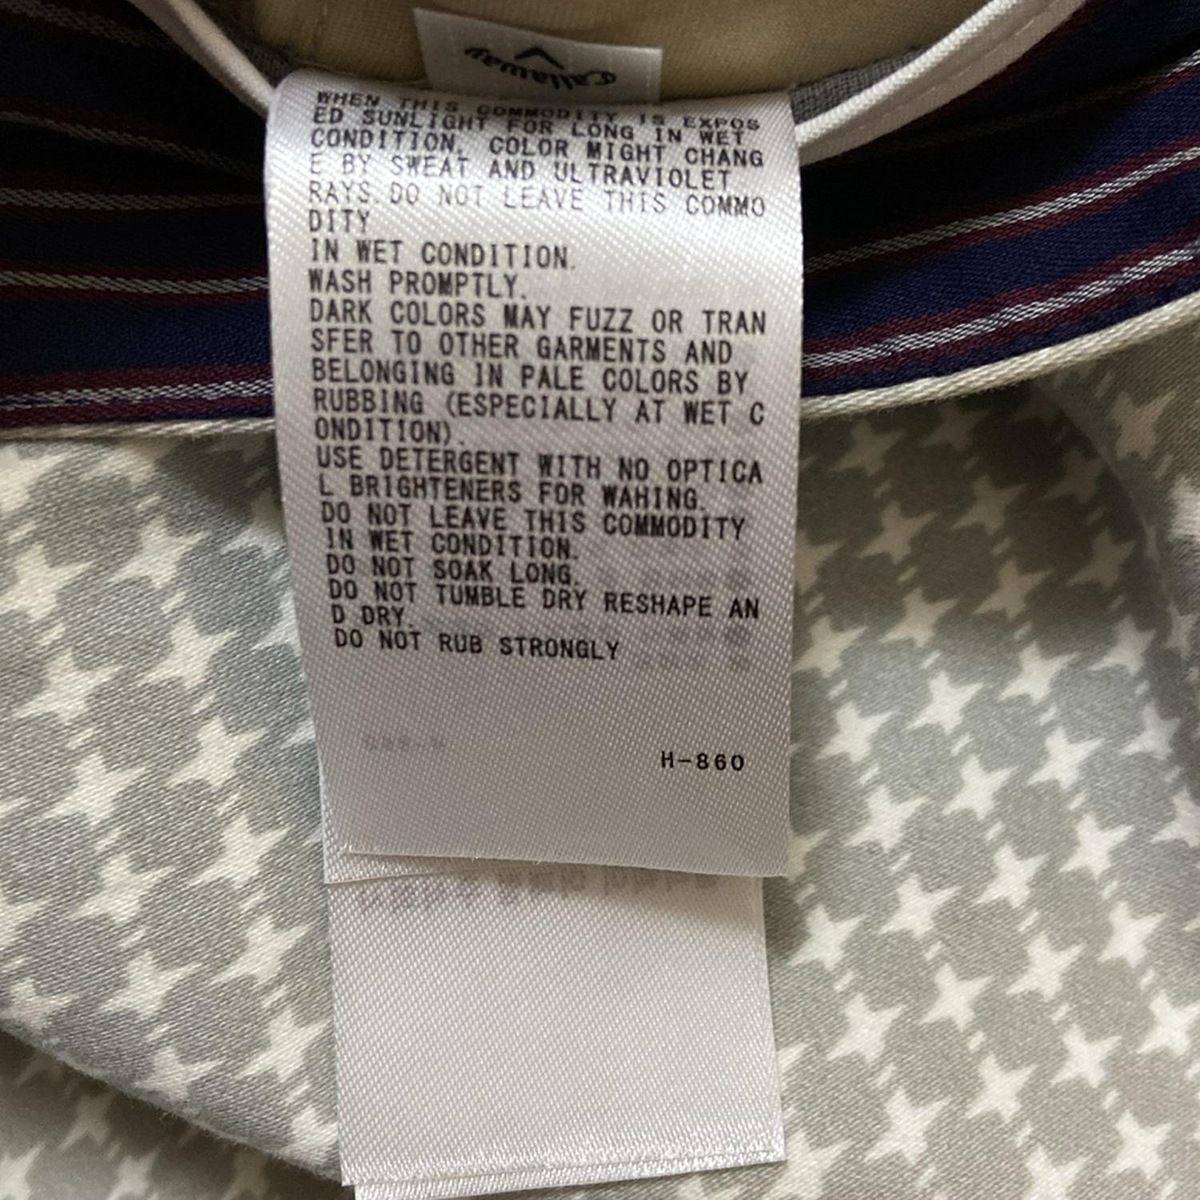 Callaway
WHEN THIS COMMODITY IS EXPOS
ED SUNLIGHT FOR LONG IN WET
CONDITION, COLOR MIGHT CHANG
E BY SWEAT AND ULTRAVIOLET
RAYS. DO NOT LEAVE THIS COMMO
DITY
IN WET CONDITION.
WASH PROMPTLY.
DARK COLORS MAY FUZZ OR TRAN
SFER TO OTHER GARMENTS AND
BELONGING IN PALE COLORS BY
RUBBING (ESPECIALLY AT WET C
ONDITION).
USE DETERGENT WITH NO OPTICA
L BRIGHTENERS FOR WAHING.
DO NOT LEAVE THIS COMMODITY
IN WET CONDITION.
DO NOT SOAK LONG.
DO NOT TUMBLE DRY RESHAPE AN
D DRY.
DO NOT RUB STRONGLY
H-860